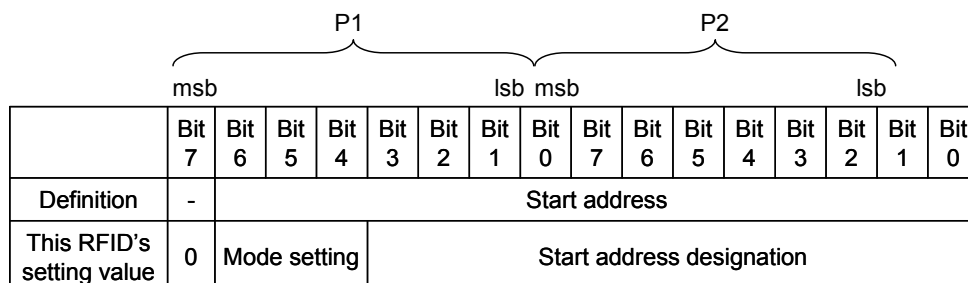 P1 P2
msb lsb msb lsb
Bit 7 Bit 6 Bit 5 Bit 4 Bit 3 Bit 2 Bit 1 Bit 0 Bit 7 Bit 6 Bit 5 Bit 4 Bit 3 Bit 2 Bit 1 Bit 0
Definition - Start address
This RFID's
setting value 0 Mode setting Start address designation